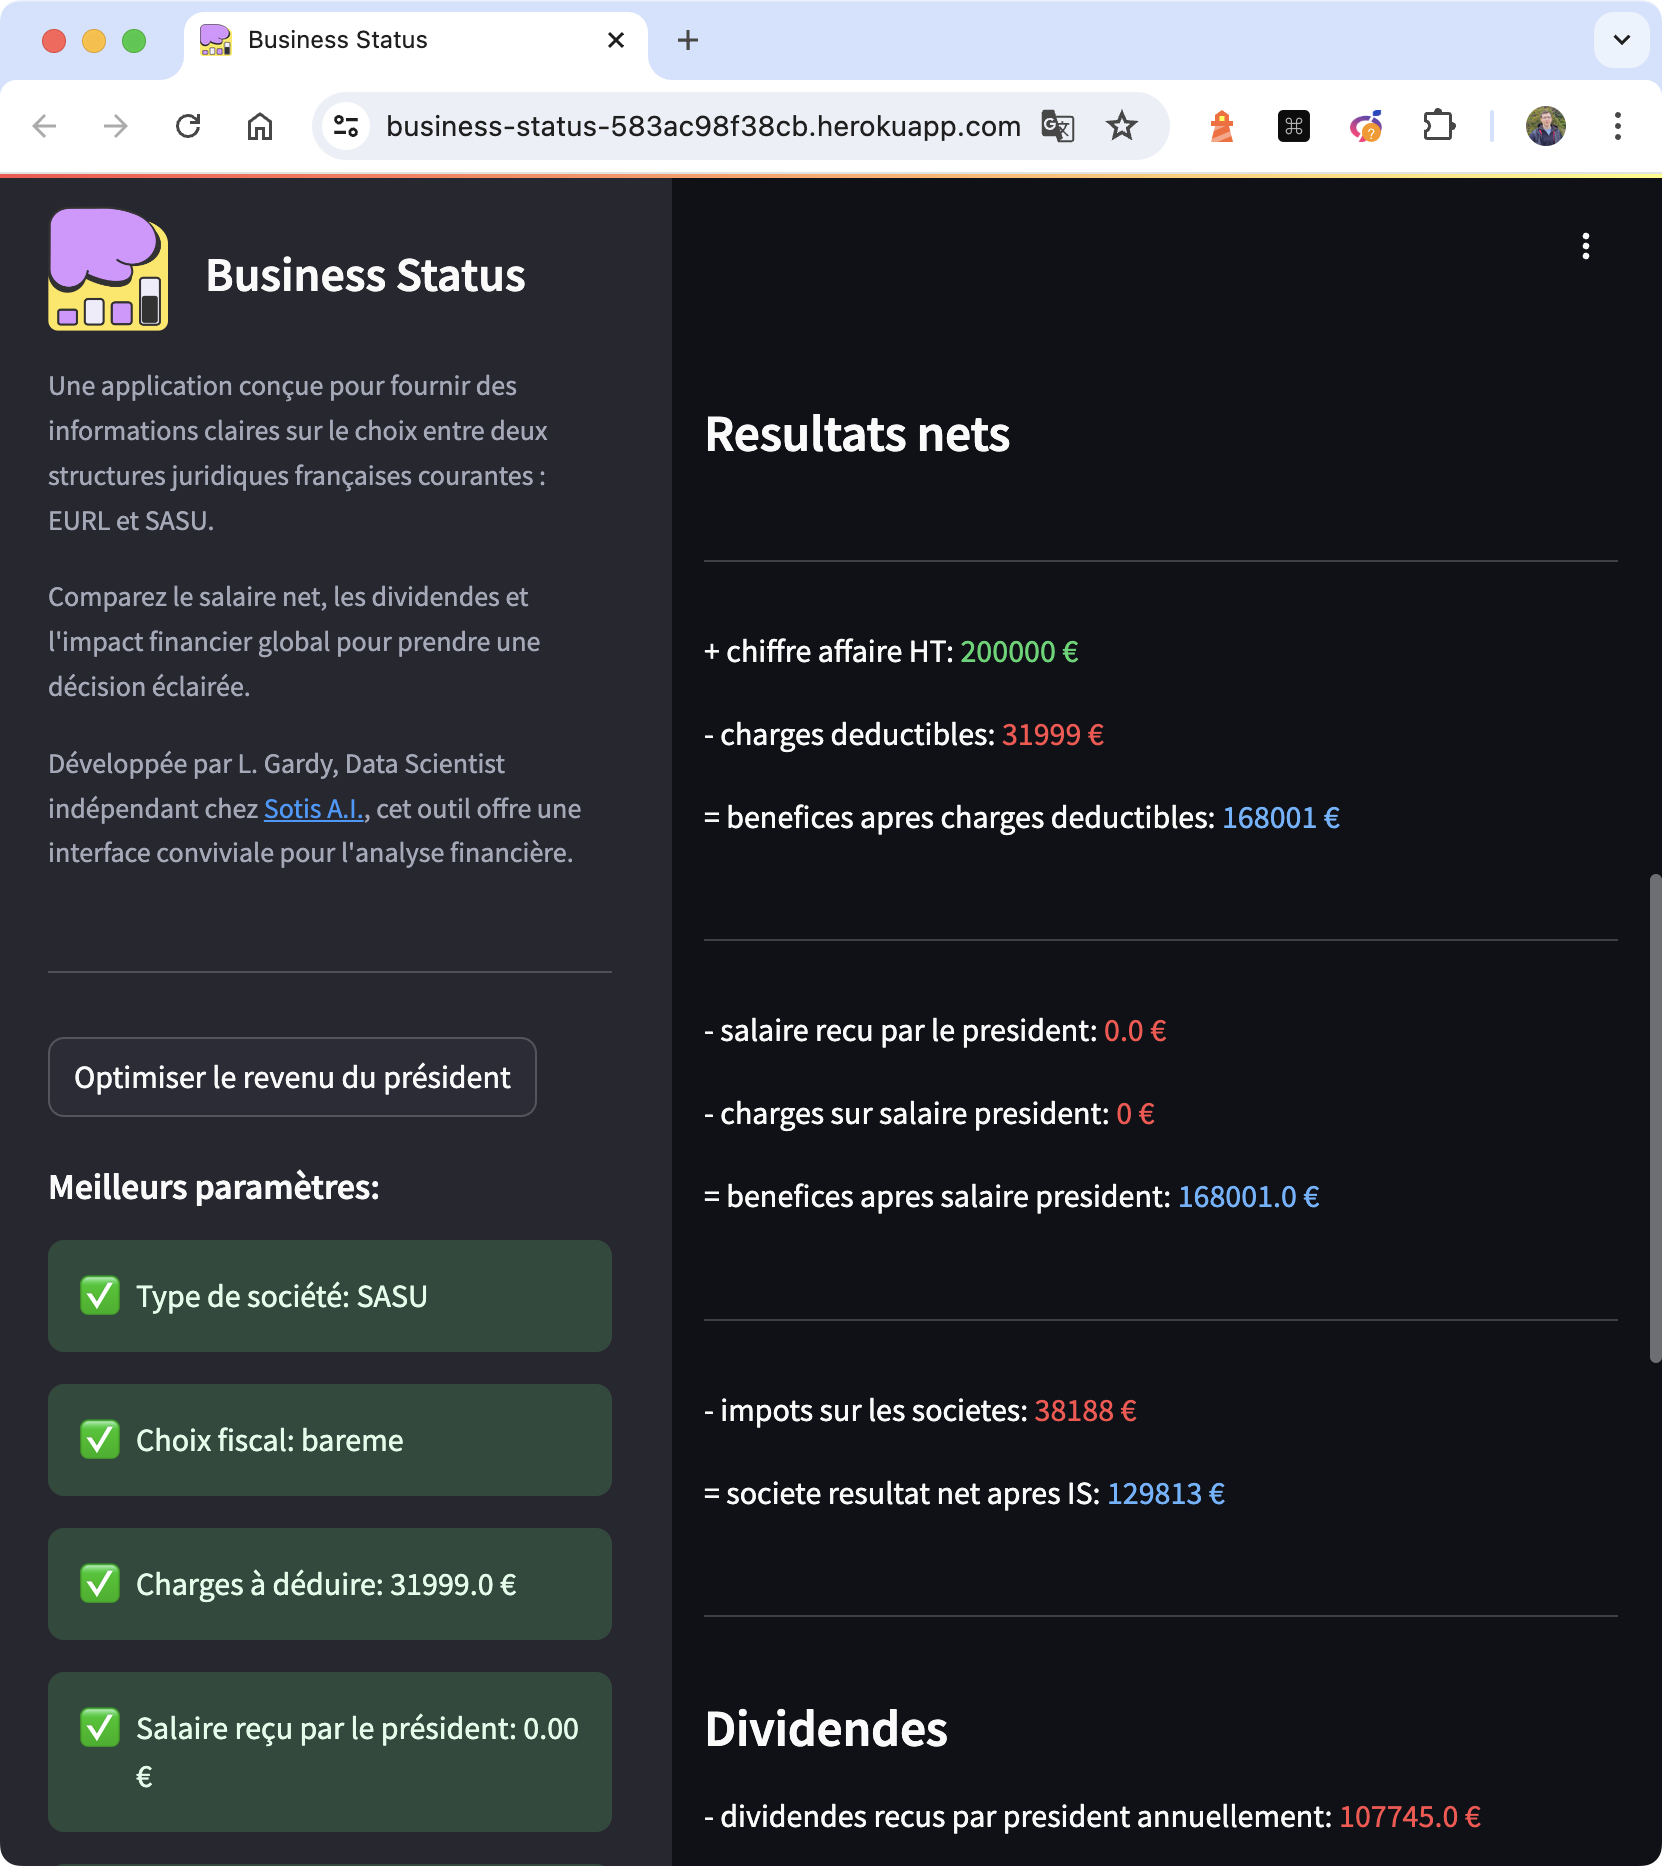 Business Status
business-status-583ac98f38cb.herokuapp.com
Business Status
Une application conçue pour fournir des
informations claires sur le choix entre deux
structures juridiques françaises courantes :
EURL et SASU.
Comparez le salaire net, les dividendes et
l'impact financier global pour prendre une
décision éclairée.
Développée par L. Gardy, Data Scientist
indépendant chez Sotis A.I., cet outil offre une
interface conviviale pour l'analyse financière.
Optimiser le revenu du président
Meilleurs paramètres:
Type de société: SASU
Choix fiscal: bareme
Charges à déduire: 31999.0 €
Salaire reçu par le président: 0.00
€
Resultats nets
+ chiffre affaire HT: 200000 €
- charges deductibles: 31999 €
= benefices apres charges deductibles: 168001 €
- salaire recu par le president: 0.0 €
- charges sur salaire president: 0 €
= benefices apres salaire president: 168001.0 €
- impots sur les societes: 38188 €
= societe resultat net apres IS: 129813 €
Dividendes
- dividendes recus par president annuellement: 107745.0 €